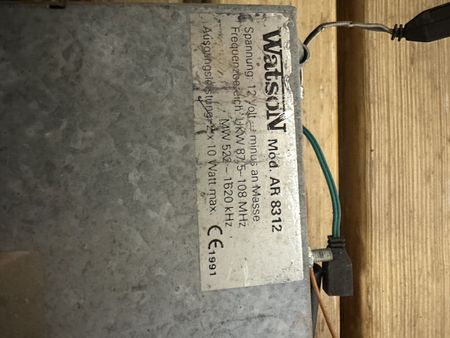 WatsoN Mod. AR 8312
Spannung: 12 Volt minus an Masse
Frequenzbereich: UKW 87,5-108 MHz
MW 522-1620 kHz
Ausgangsleistung: x 10 Watt max.
CE 1991